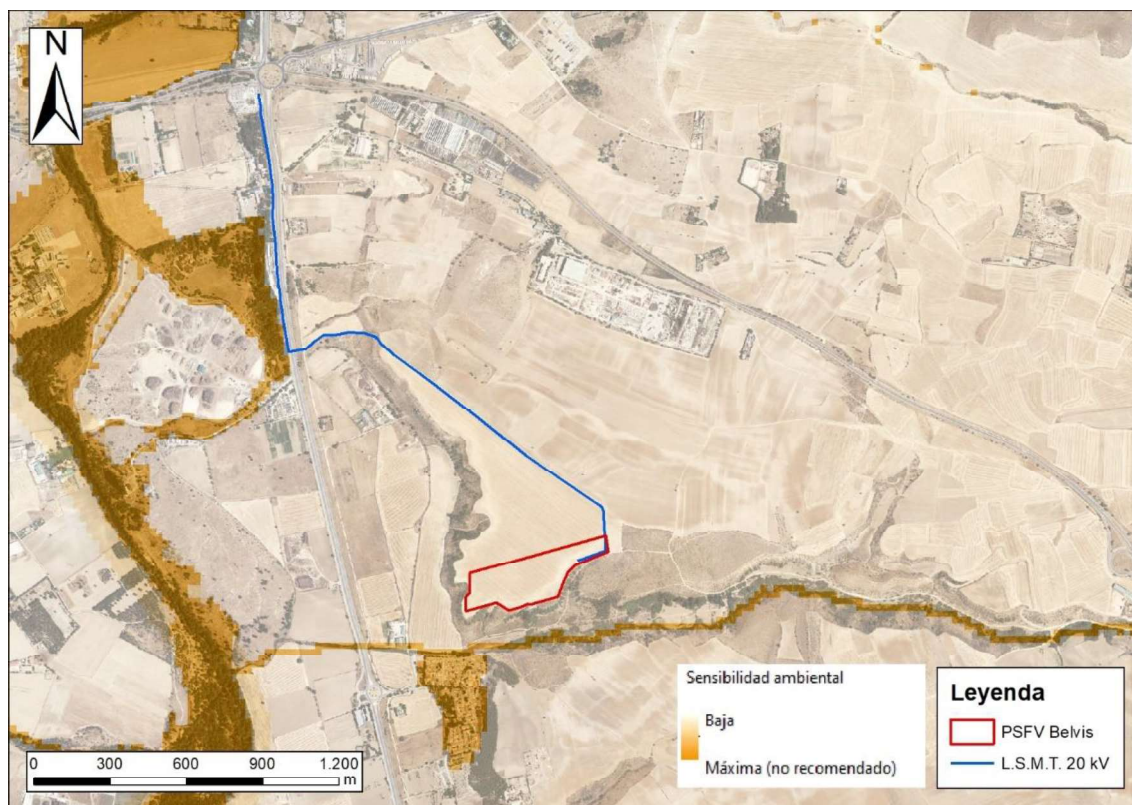 N
Sensibilidad ambiental
Baja
Máxima (no recomendado)
Leyenda
PSFV Belvis
L.S.M.T. 20 kV
0 300 600 900 1.200
m